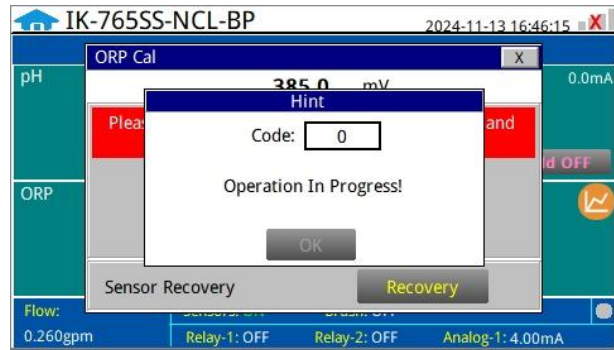 IK-765SS-NCL-BP
2024-11-13 16:46:15
ORP Cal
X
pH
385.0 mV
0.0mA
Hint
and
Code: 0
OFF
Operation In Progress!
ORP
OK
Sensor Recovery
Recovery
Flow:
0.260gpm
Relay-1: OFF
Relay-2: OFF
Analog-1: 4.00mA